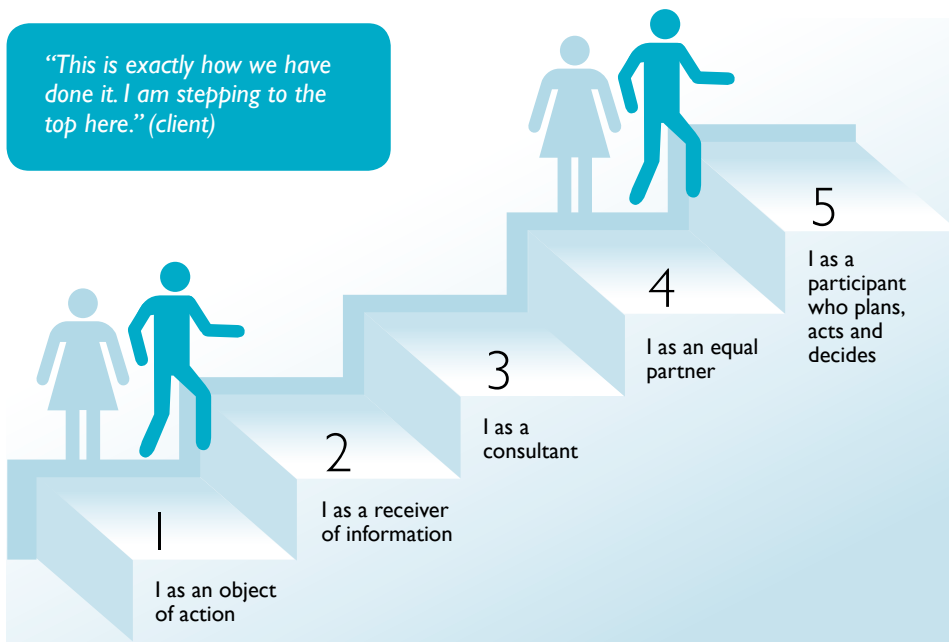 “This is exactly how we have
done it. I am stepping to the
top here.” (client)
1
I as an object
of action
2
I as a receiver
of information
3
I as a
consultant
4
I as an equal
partner
5
I as a
participant
who plans,
acts and
decides